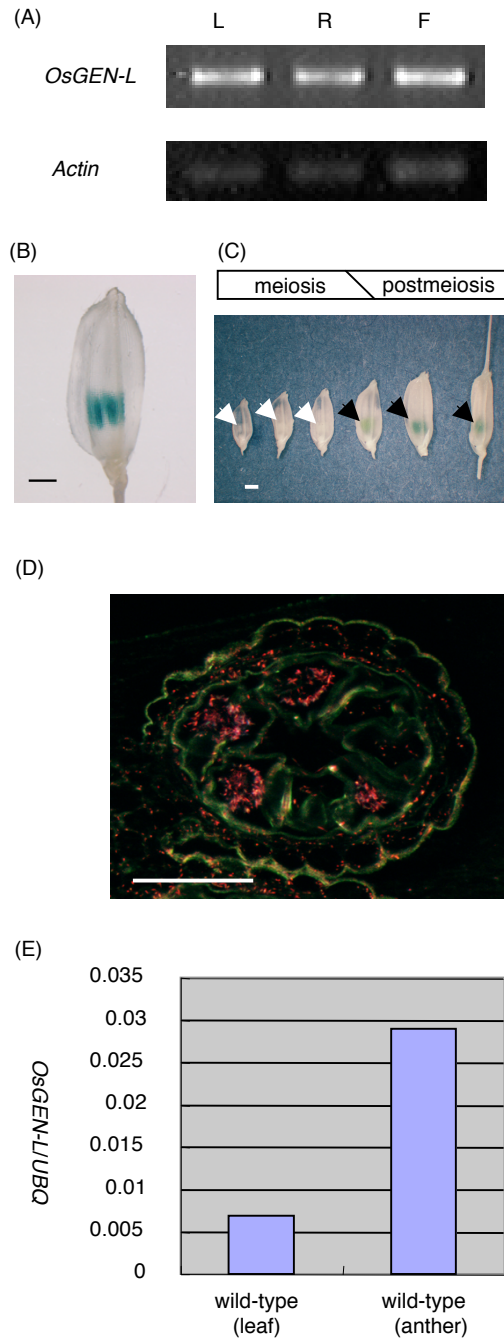 (A)
L R F
OsGEN-L
Actin
(B)
(C)
meiosis postmeiosis
(D)
(E)
0.035
0.03
0.025
0.02
0.015
0.01
0.005
0
OsGEN-L/UBQ
wild-type wild-type
(leaf) (anther)